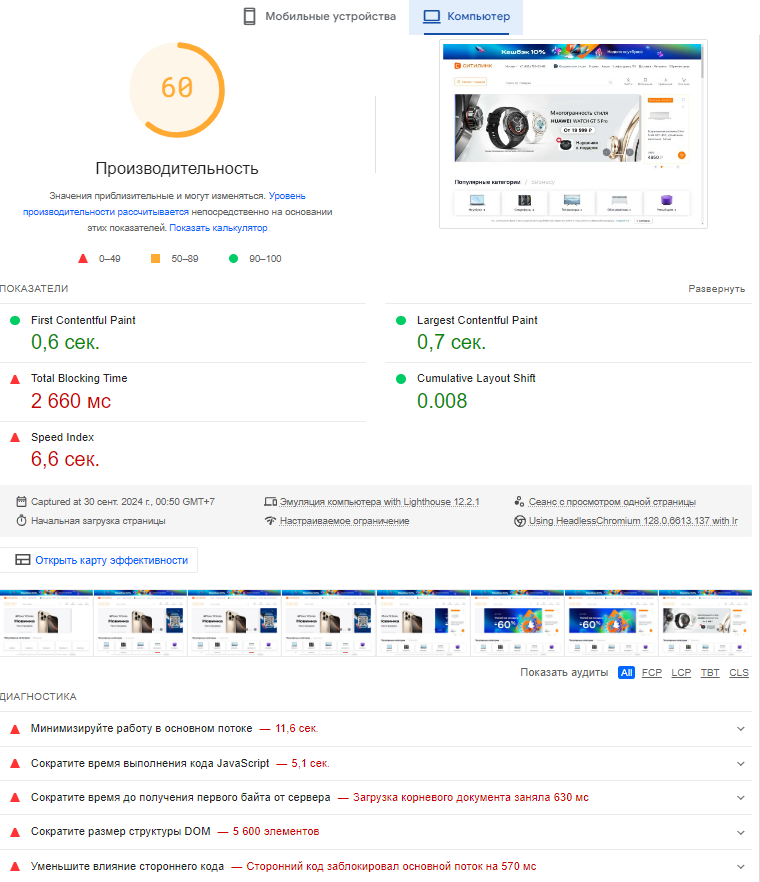 Мобильные устройства
Компьютер
60
Производительность
Значения приблизительные и могут изменяться. Уровень
производительности рассчитывается непосредственно на основании
этих показателей. Показать калькулятор
0–49
50–89
90–100
Кешбэк 10%
СИТИЛИНК
Многогранность стиля
HUAWEI WATCH GT 5 Pro
От 19 999 ₽
Наушники
в подарок
Популярные категории
ПОКАЗАТЕЛИ
Развернуть
First Contentful Paint
0,6 сек.
Largest Contentful Paint
0,7 сек.
Total Blocking Time
2 660 мс
Cumulative Layout Shift
0.008
Speed Index
6,6 сек.
Captured at 30 сент. 2024 г., 00:50 GMT+7
Эмуляция компьютера with Lighthouse 12.2.1
Сеанс с просмотром одной страницы
Начальная загрузка страницы
Настраиваемое ограничение
Using HeadlessChromium 128.0.6613.137 with lr
Открыть карту эффективности
Новинка
Новинка
Новинка
Новинка
Новинка
-60%
-60%
Показать аудиты
All
FCP
LCP
TBT
CLS
ДИАГНОСТИКА
Минимизируйте работу в основном потоке — 11,6 сек.
Сократите время выполнения кода JavaScript — 5,1 сек.
Сократите время до получения первого байта от сервера — Загрузка корневого документа заняла 630 мс
Сократите размер структуры DOM — 5 600 элементов
Уменьшите влияние стороннего кода — Сторонний код заблокировал основной поток на 570 мс